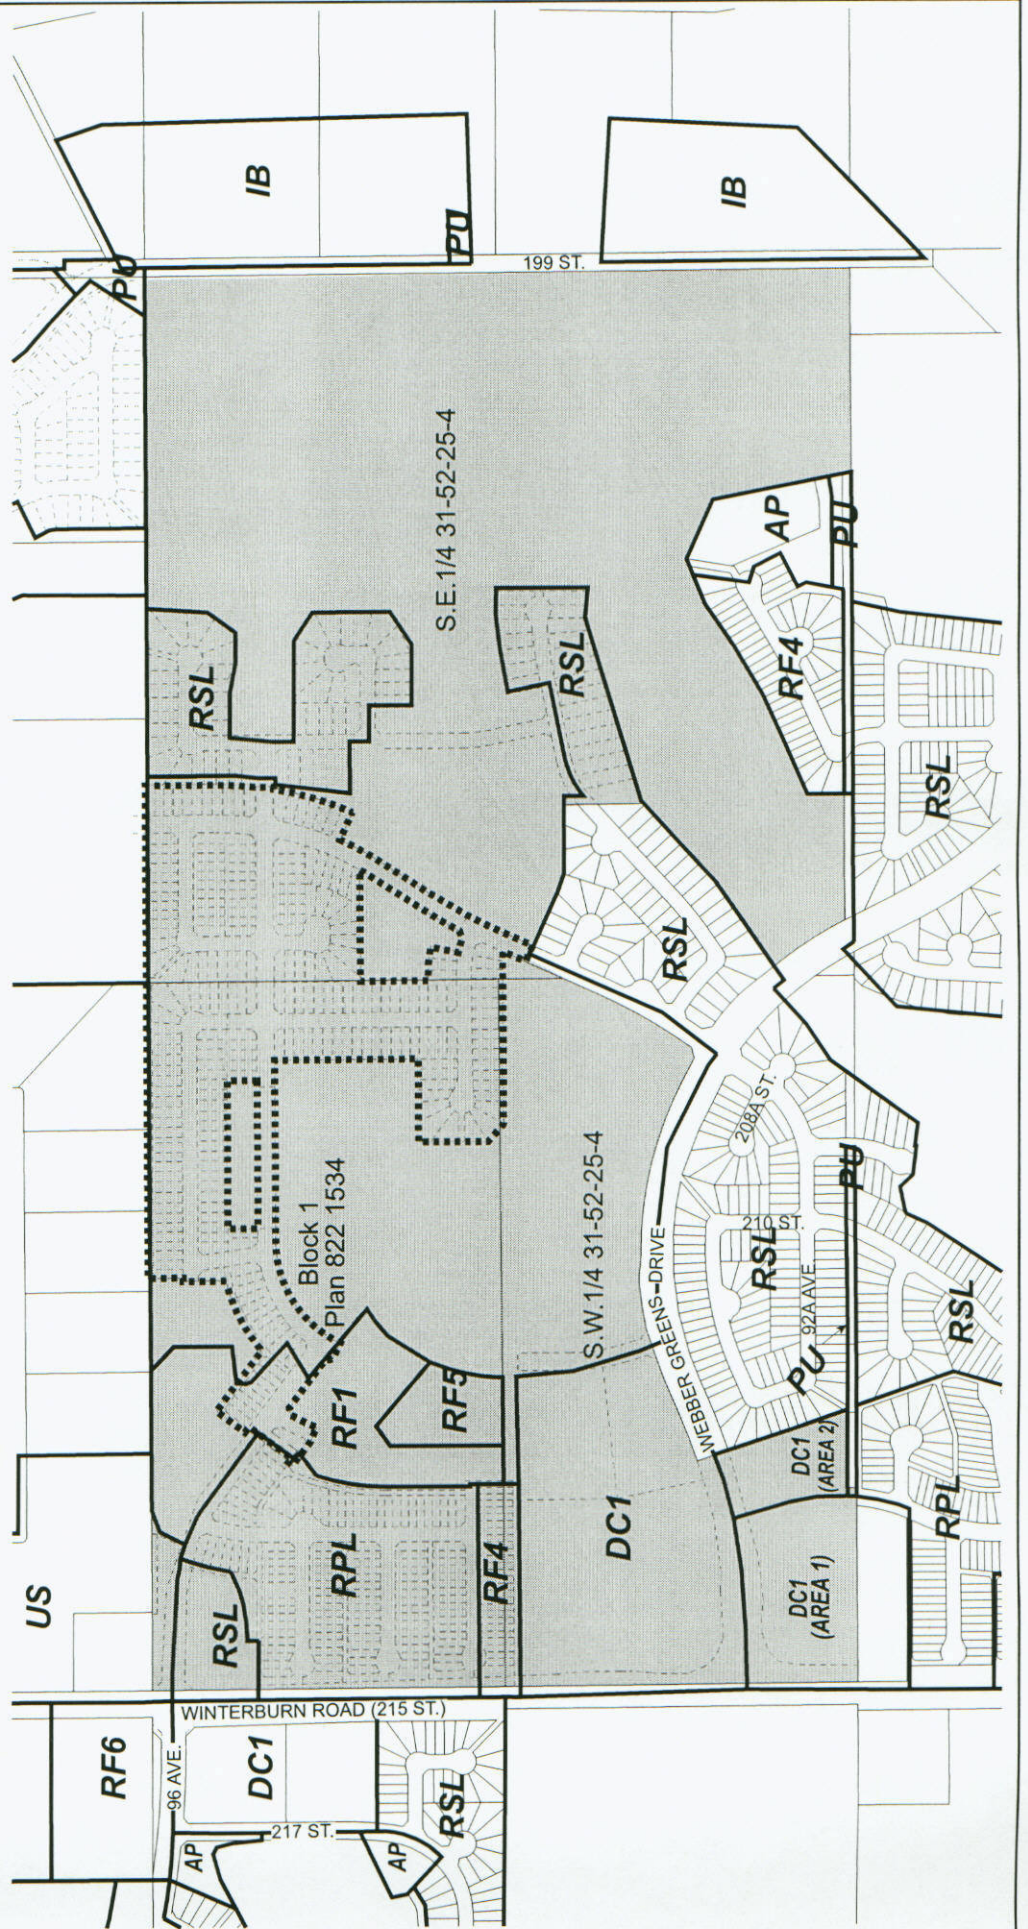 IB
IB
PU
PU
199 ST.
S.E.1/4 31-52-25-4
AP
PU
RSL
RSL
RF4
RSL
RSL
Block 1
Plan 822 1534
S.W.1/4 31-52-25-4
208A ST.
210 ST.
PU
RSL
92A AVE.
PU
RSL
WEBBER GREENS DRIVE
RF1
RF5
DC1
(AREA 2)
RPL
RPL
RF4
DC1
DC1
(AREA 1)
US
RSL
WINTERBURN ROAD (215 ST.)
RF6
96 AVE.
DC1
RSL
217 ST.
AP
AP